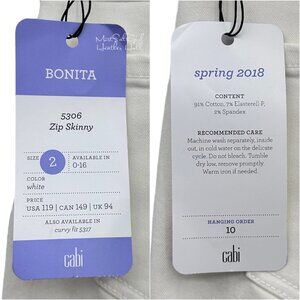 MintSatGirl
Heather Hall
BONITA
5306
Zip Skinny
SIZE
2
AVAILABLE IN
0-16
COLOR
white
PRICE
USA 119 | CAN 149 | UK 94
ALSO AVAILABLE IN
curvy fit 5317
cabi
spring 2018
CONTENT
91% Cotton, 7% Elasterell P,
2% Spandex
RECOMMENDED CARE
Machine wash separately, inside
out, in cold water on the delicate
cycle. Do not bleach. Tumble
dry low, remove promptly.
Warm iron if needed.
HANGING ORDER
10
cabi